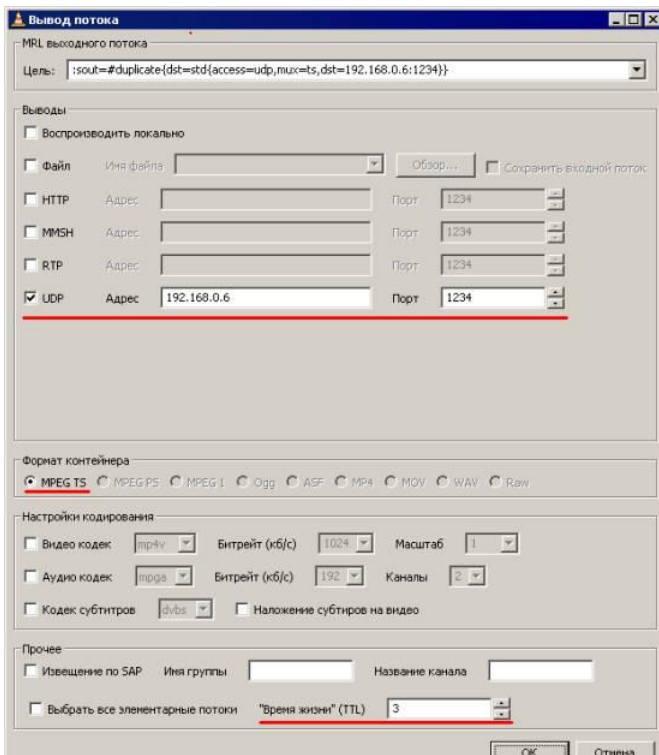 Вывод потока
MRL выходного потока
Цель: :sout=#duplicate{dst=std{access=udp,mux=ts,dst=192.168.0.6:1234}}
Выводы
Воспроизводить локально
Файл Имя файла Обзор... Сохранить входной поток
HTTP Адрес Порт 1234
MMSH Адрес Порт 1234
RTP Адрес Порт 1234
UDP Адрес 192.168.0.6 Порт 1234
Формат контейнера
MPEG TS MPEG PS MPEG 1 Ogg ASF MP4 MOV WAV Raw
Настройки кодирования
Видео кодек mp4v Битрейт (кб/с) 1024 Масштаб 1
Аудио кодек mpga Битрейт (кб/с) 192 Каналы 2
Кодек субтитров dvbs Наложение субтиров на видео
Прочее
Извещение по SAP Имя группы Название канала
Выбрать все элементарные потоки "Время жизни" (TTL) 3
OK Отмена